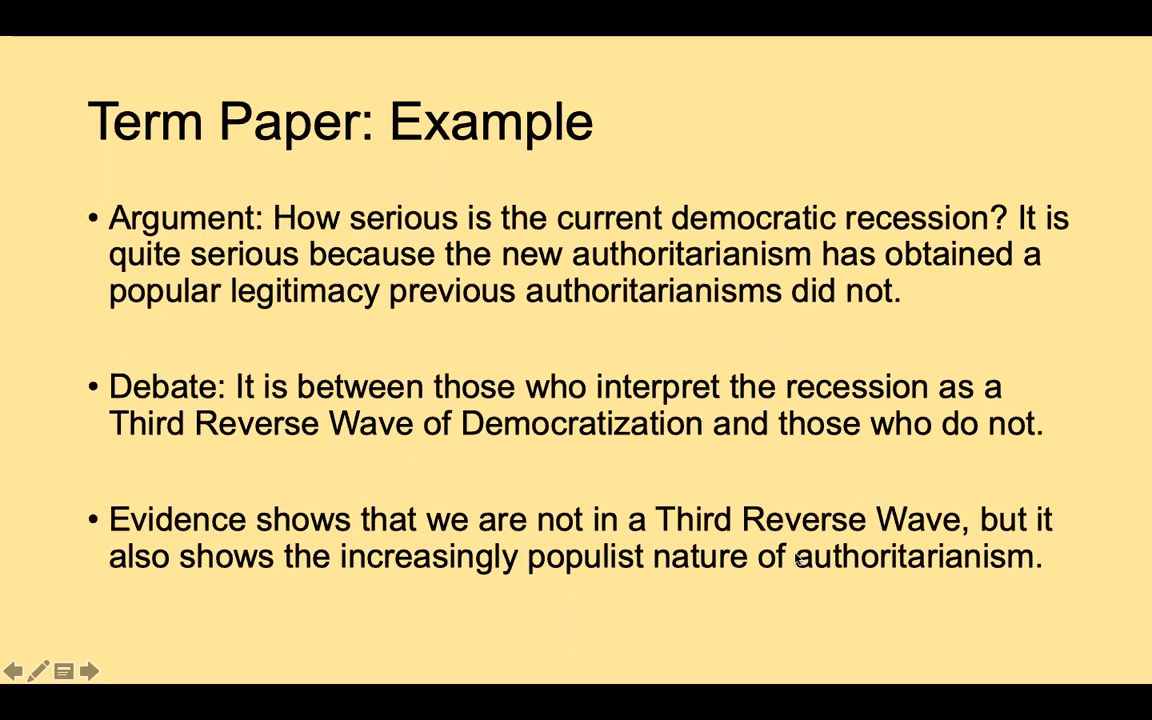 Term Paper: Example
• Argument: How serious is the current democratic recession? It is
quite serious because the new authoritarianism has obtained a
popular legitimacy previous authoritarianisms did not.
• Debate: It is between those who interpret the recession as a
Third Reverse Wave of Democratization and those who do not.
• Evidence shows that we are not in a Third Reverse Wave, but it
also shows the increasingly populist nature of authoritarianism.